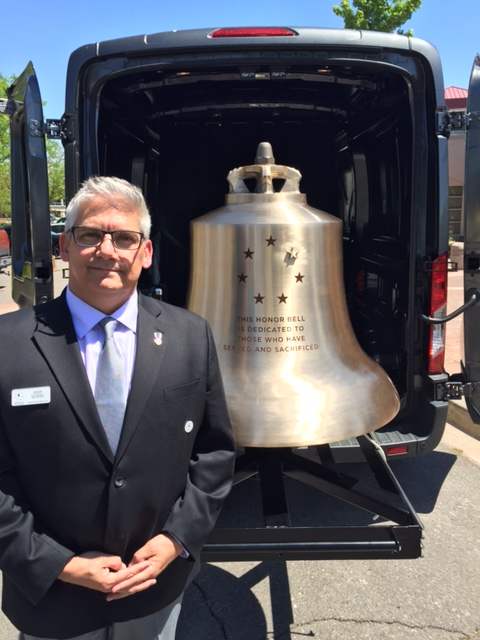 THIS HONOR BELL
IS DEDICATED TO
THOSE WHO HAVE
SERVED AND SACRIFICED